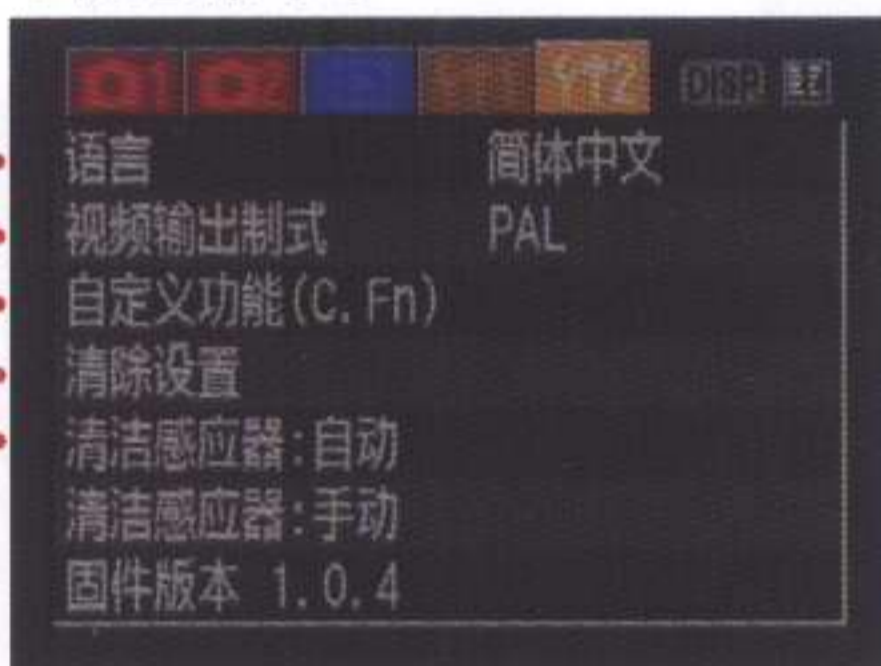 语言 简体中文
视频输出制式 PAL
自定义功能(C.Fn)
清除设置
清洁感应器:自动
清洁感应器:手动
固件版本 1.0.4